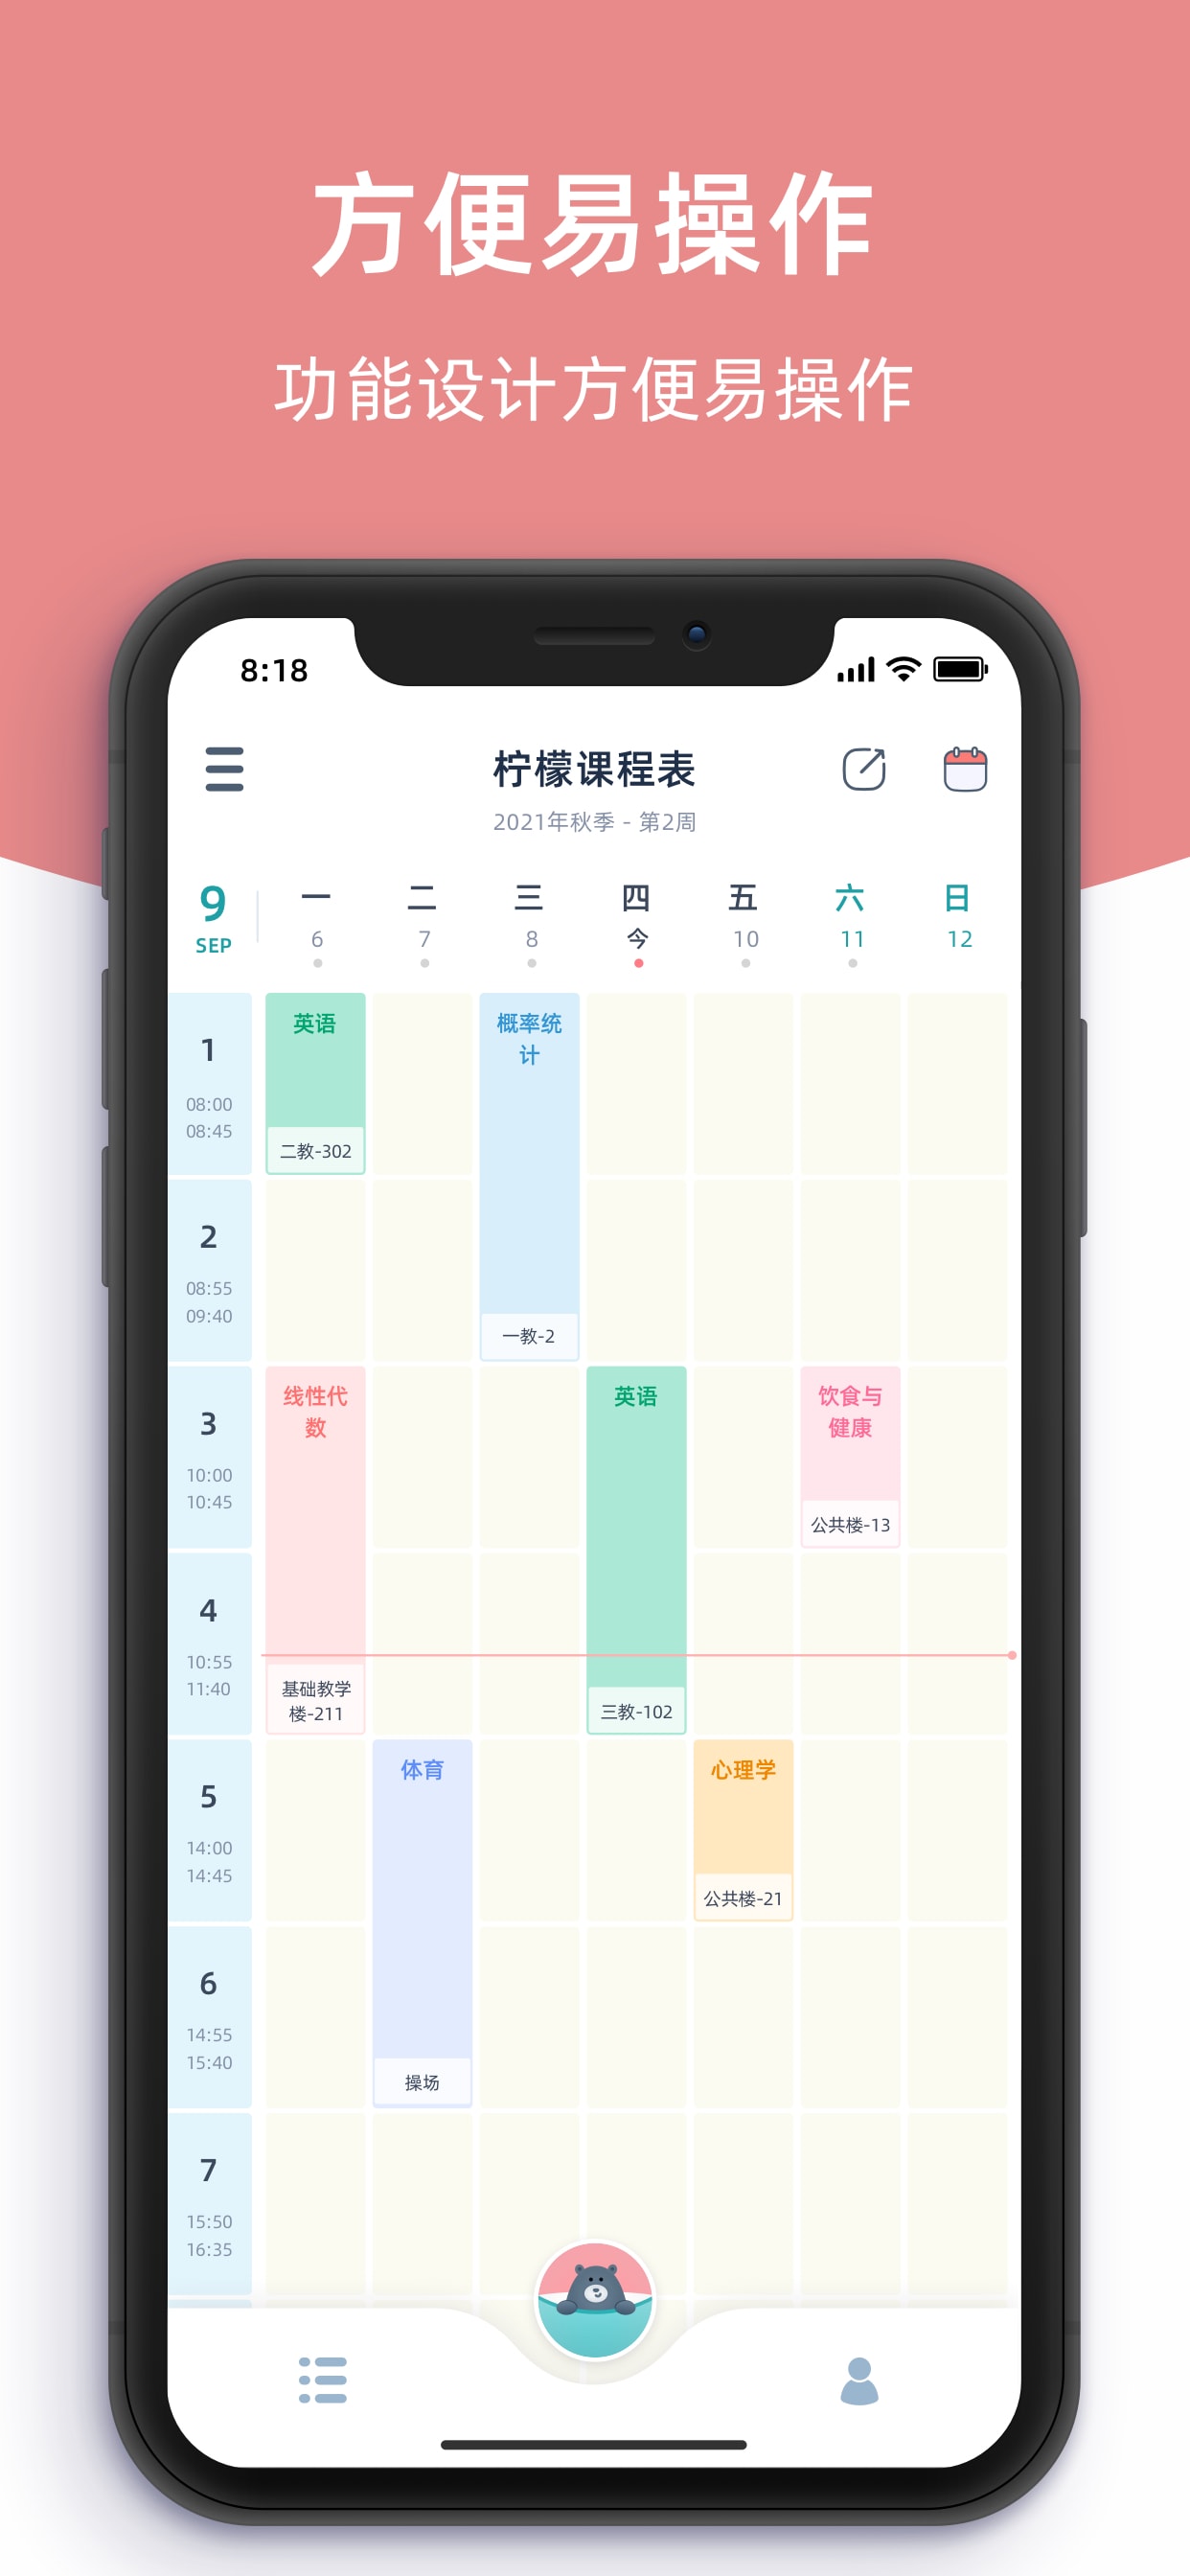 方便易操作
功能设计方便易操作
8:18
柠檬课程表
2021年秋季 - 第2周
9
SEP
一 二 三 四 五 六 日
6 7 8 今 10 11 12
1
08:00
08:45
英语
二教-302
概率统
计
一教-2
2
08:55
09:40
3
10:00
10:45
线性代
数
基础教学
楼-211
英语
三教-102
饮食与
健康
公共楼-13
4
10:55
11:40
5
14:00
14:45
体育
操场
心理学
公共楼-21
6
14:55
15:40
7
15:50
16:35